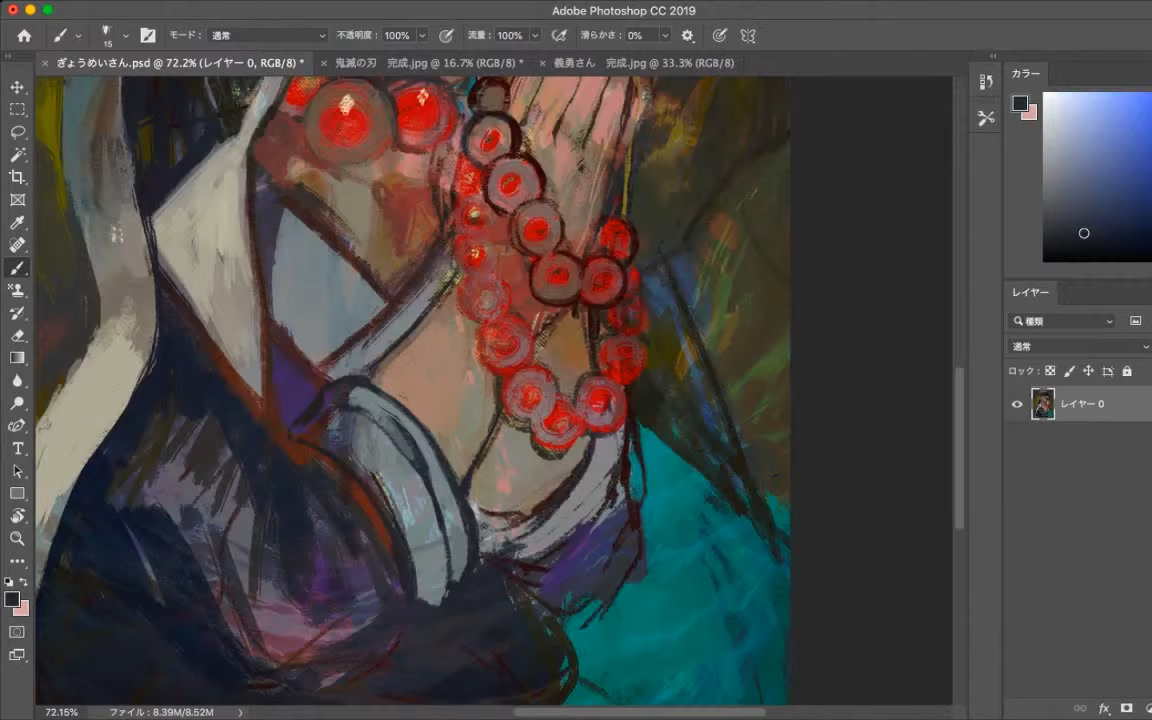 Adobe Photoshop CC 2019
15 モード： 通常 不透明度： 100% 流量： 100% 滑らかさ： 0%
× ぎょうめいさん.psd @ 72.2% (レイヤー 0, RGB/8) * × 鬼滅の刃　完成.jpg @ 16.7% (RGB/8) * × 義勇さん　完成.jpg @ 33.3% (RGB/8)
カラー
レイヤー
種類
通常
ロック：
レイヤー 0
72.15% ファイル : 8.39M/8.52M
fx